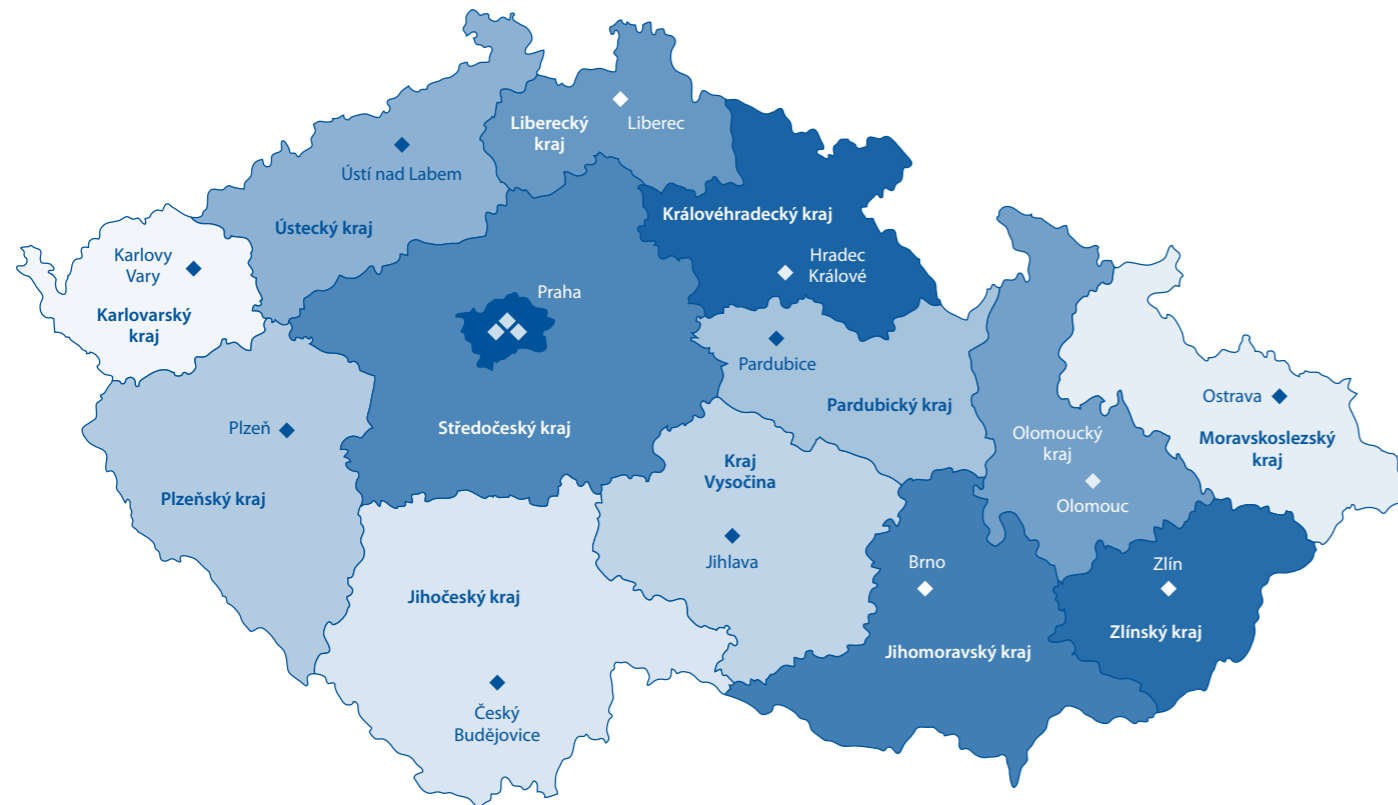 Liberecký
kraj
Liberec
Ústí nad Labem
Ústecký kraj
Královéhradecký kraj
Karlovy
Vary
Hradec
Králové
Karlovarský
kraj
Praha
Pardubice
Pardubický kraj
Ostrava
Moravskoslezský
kraj
Plzeň
Středočeský kraj
Olomoucký
kraj
Plzeňský kraj
Kraj
Vysočina
Olomouc
Jihlava
Brno
Zlín
Jihočeský kraj
Jihomoravský kraj
Zlínský kraj
Český
Budějovice